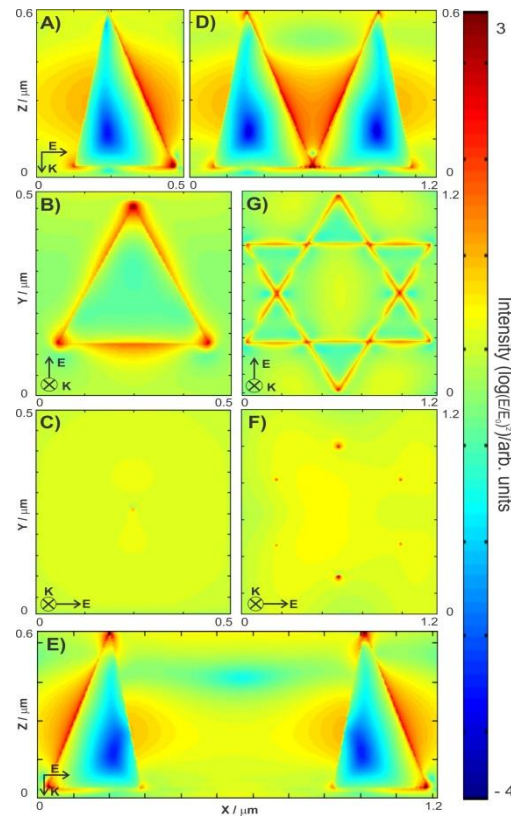 A)
D)
0.6
Z / μm
0
E
K
0
0.5
0
1.2
0.6
0
3
B)
G)
0.5
Y / μm
0
E
K
0
0.5
0
1.2
1.2
0
C)
F)
0.5
Y / μm
0
K
E
0
0.5
K
E
0
1.2
1.2
0
E)
0.6
Z / μm
0
E
K
0
X / μm
1.2
Intensity (log(E/E₀)²)/arb. units
- 4